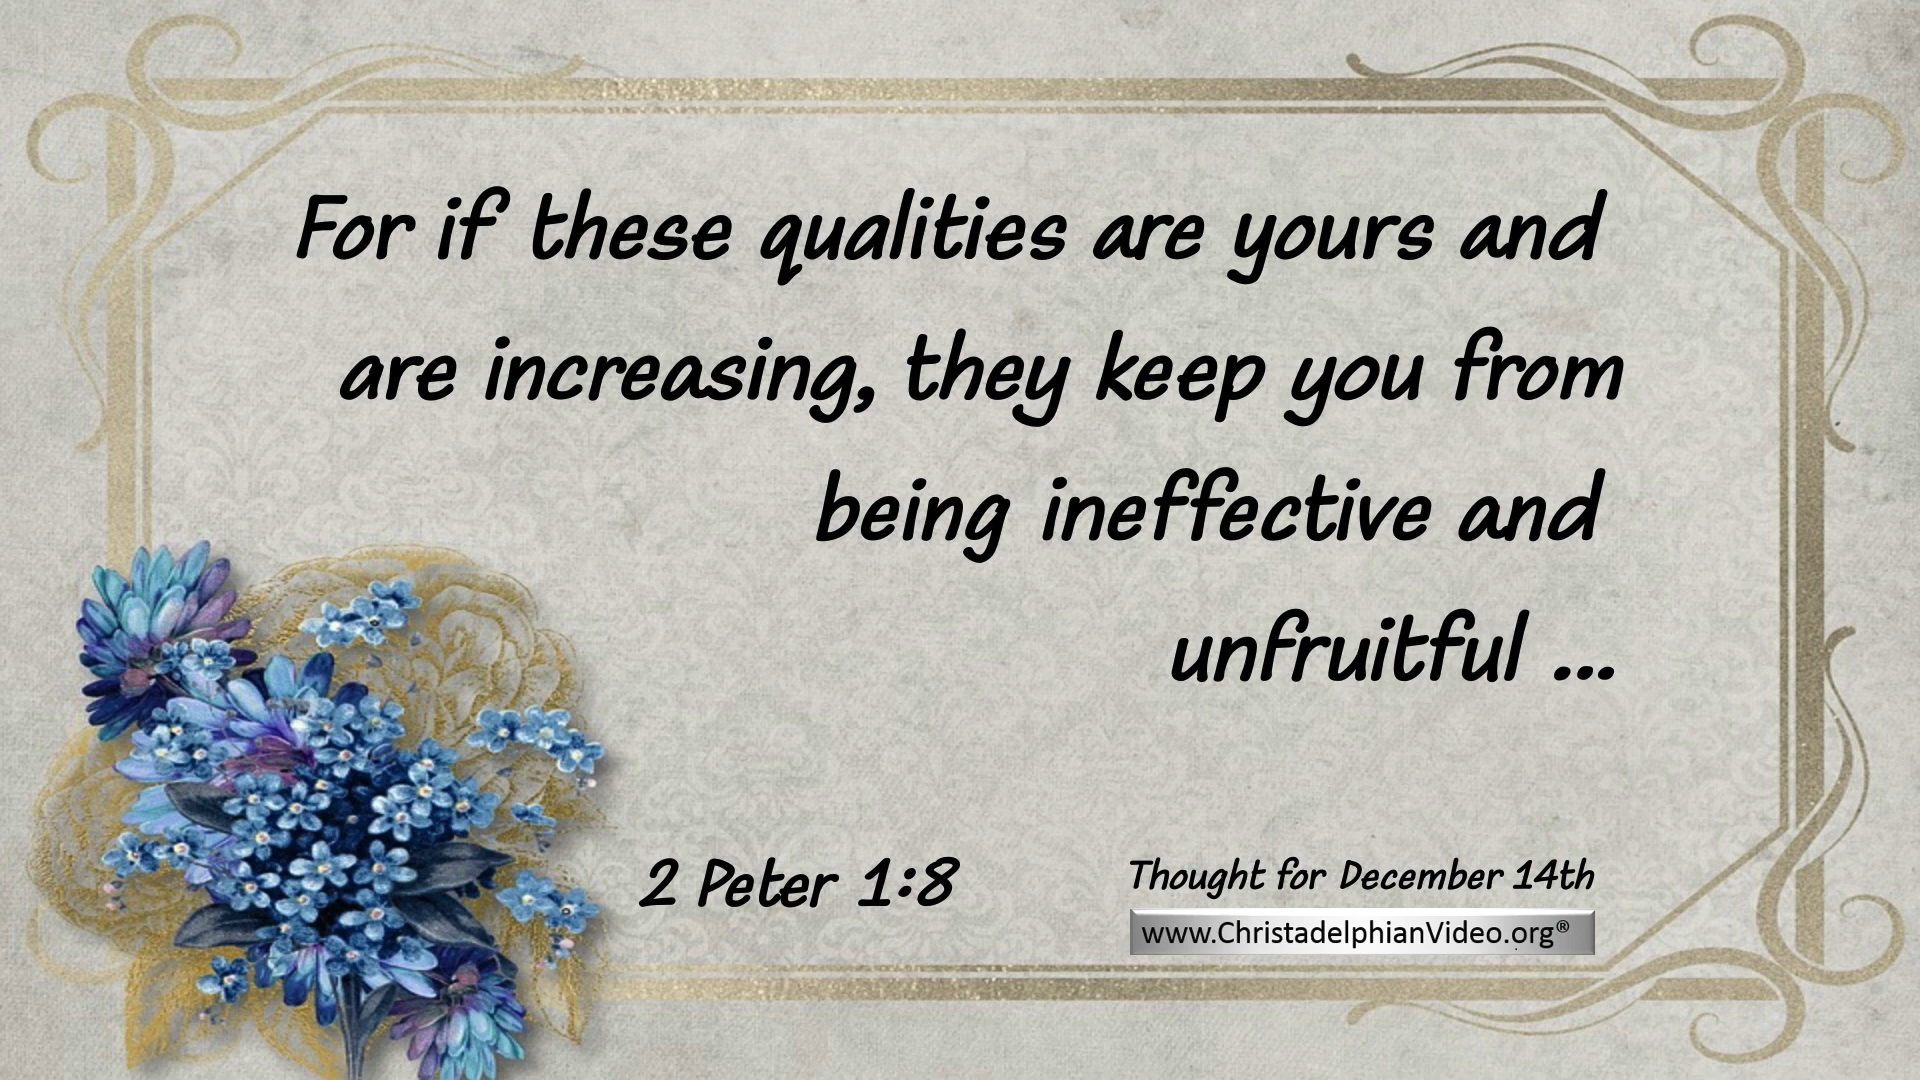 For if these qualities are yours and
are increasing, they keep you from
being ineffective and
unfruitful ...
2 Peter 1:8
Thought for December 14th
www.ChristadelphianVideo.org®